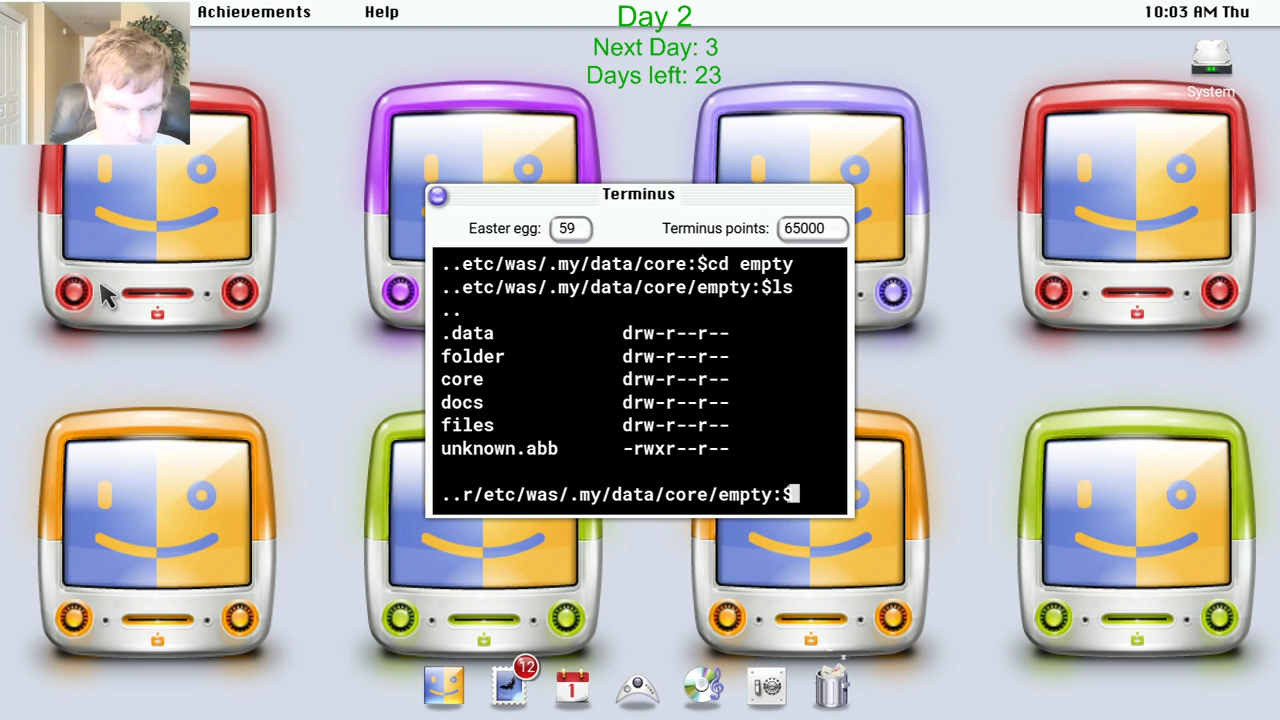 Achievements Help
Day 2
10:03 AM Thu
Next Day: 3
Days left: 23
System
Terminus
Easter egg: 59 Terminus points: 65000
..etc/was/.my/data/core:$cd empty
..etc/was/.my/data/core/empty:$ls
..
.data drw-r--r--
folder drw-r--r--
core drw-r--r--
docs drw-r--r--
files drw-r--r--
unknown.abb -rwxr--r--
..r/etc/was/.my/data/core/empty:$
12
1